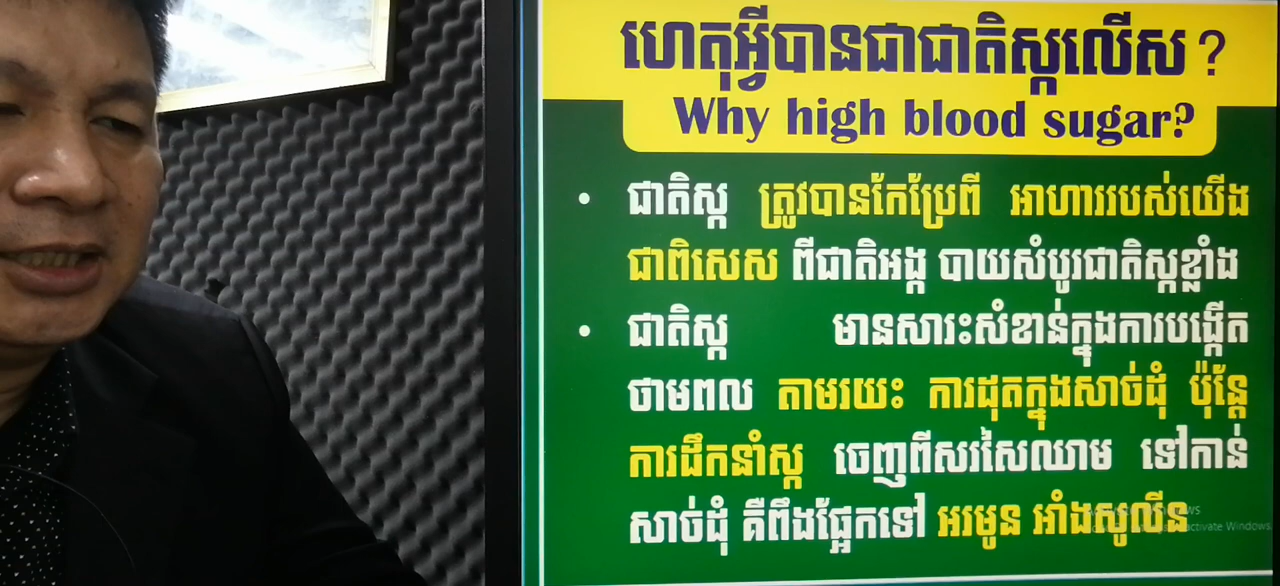 ហេតុអ្វីបានជាជាតិស្ករលើស ?
Why high blood sugar?
• ជាតិស្ក ត្រូវបានកែប្រែពី អាហាររបស់យើង
ជាពិសេស ពីជាតិអង្ក បាយសំបូរជាតិស្កខ្លាំង
• ជាតិស្ក មានសារះសំខាន់ក្នុងការបង្កើត
ថាមពល តាមរយះ ការដុតក្នុងសាច់ដុំ ប៉ុន្តែ
ការដឹកនាំស្ក ចេញពីសរសៃឈាម ទៅកាន់
សាច់ដុំ គឺពឹងផ្អែកទៅ អរមូន អាំងសូលីន